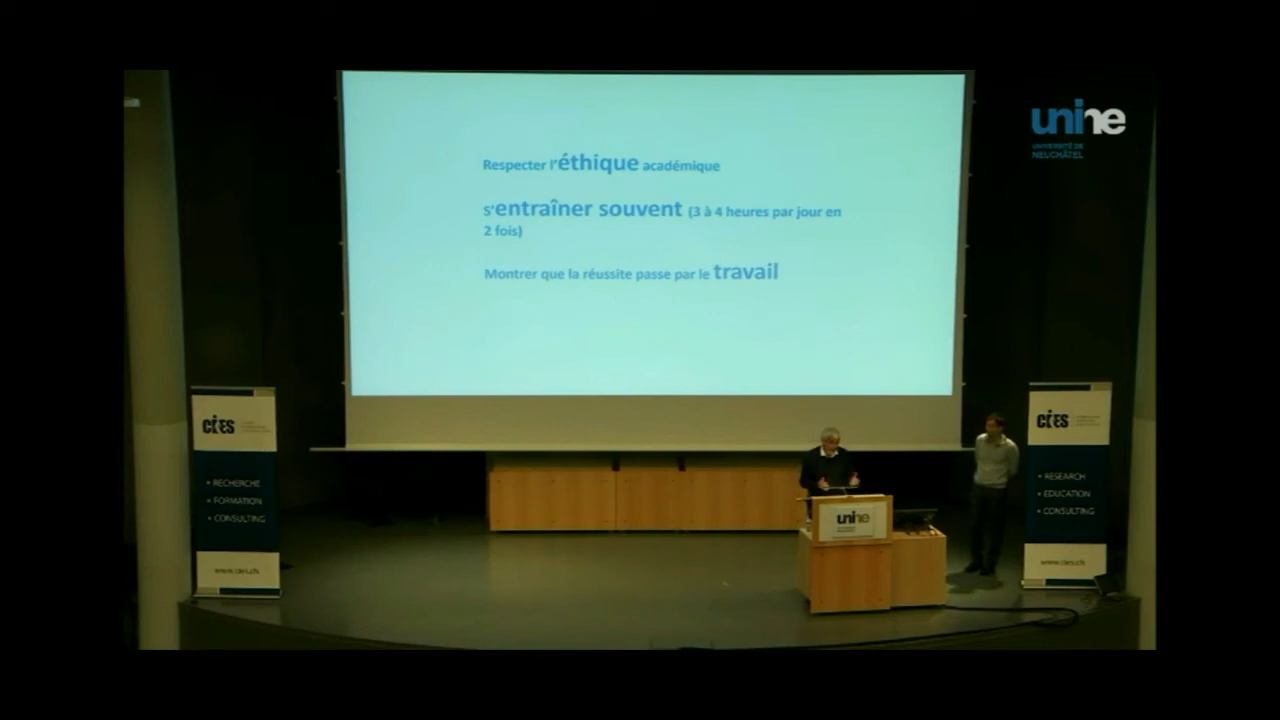 Respecter l'éthique académique
s'entraîner souvent (3 à 4 heures par jour en
2 fois)
Montrer que la réussite passe par le travail
unine
UNIVERSITÉ DE
NEUCHÂTEL
CIES
• RECHERCHE
• FORMATION
• CONSULTING
www.cies.ch
unine
CIES
• RESEARCH
• EDUCATION
• CONSULTING
www.cies.ch